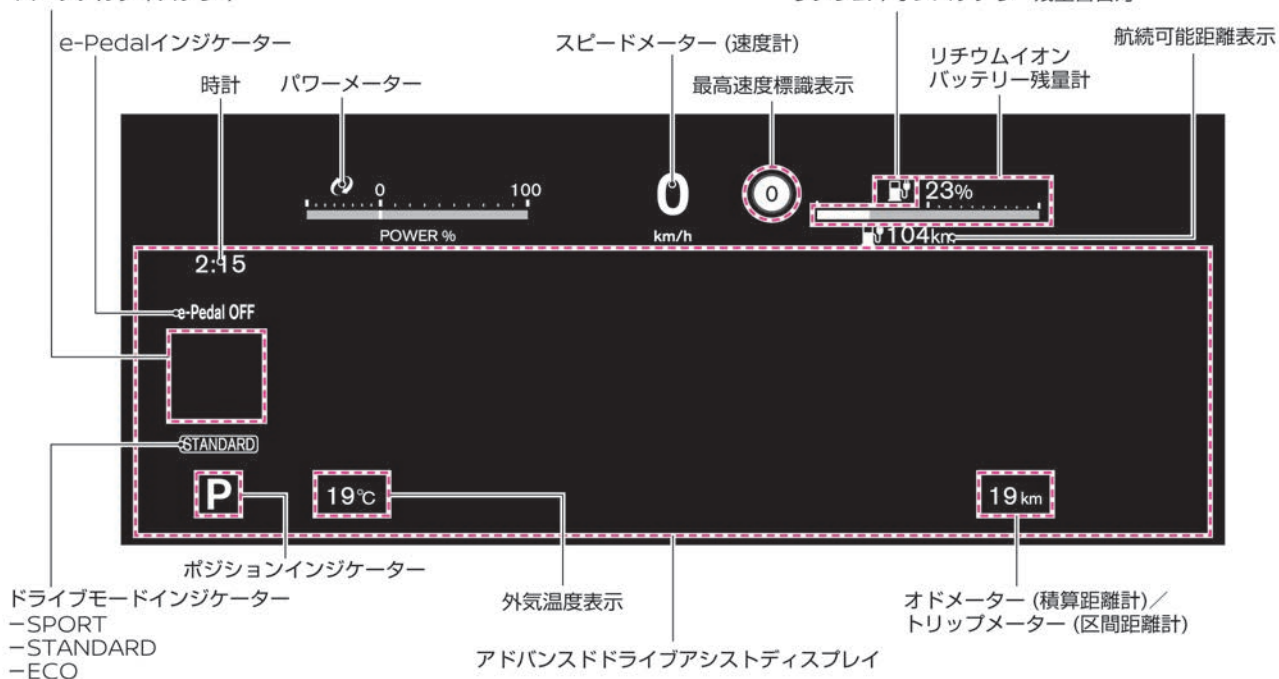 e-Pedalインジケーター
スピードメーター (速度計)
航続可能距離表示
時計
パワーメーター
最高速度標識表示
リチウムイオン
バッテリー残量計
0
100
POWER %
0
km/h
0
23%
104km
2:15
e-Pedal OFF
STANDARD
P
19℃
19 km
ポジションインジケーター
ドライブモードインジケーター
−SPORT
−STANDARD
−ECO
外気温度表示
オドメーター (積算距離計)／
トリップメーター (区間距離計)
アドバンスドドライブアシストディスプレイ